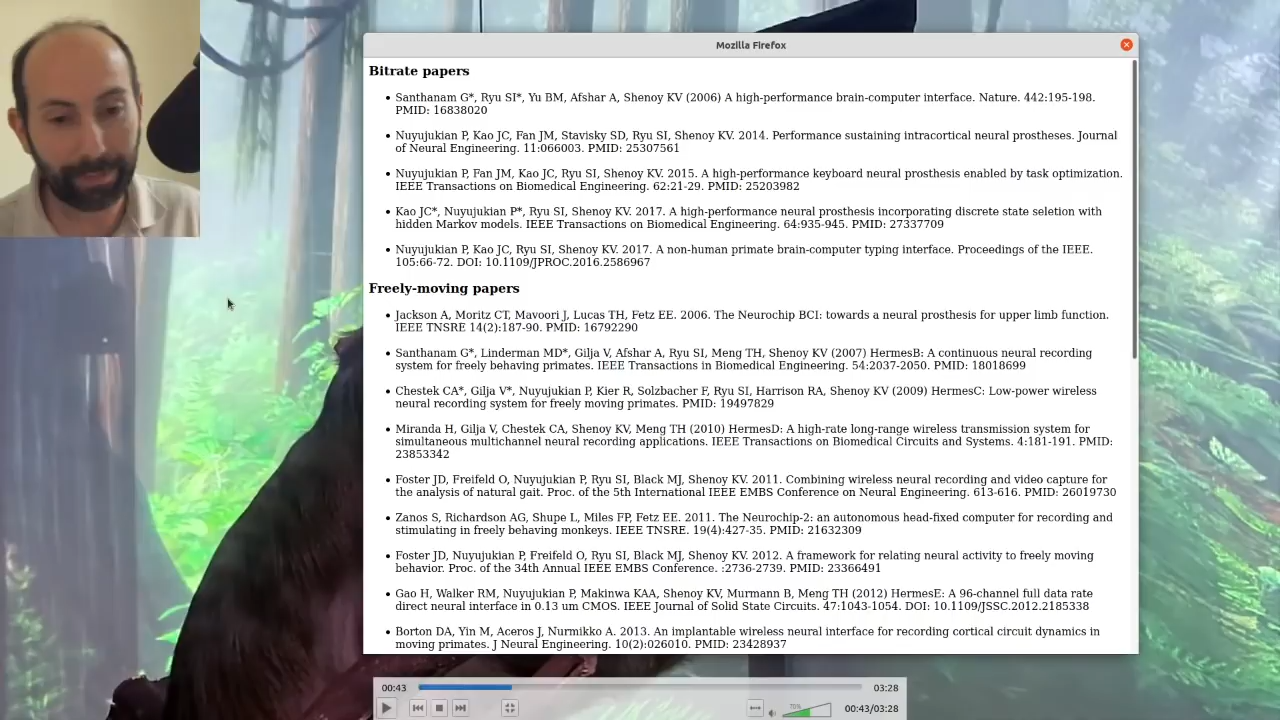 Mozilla Firefox
Bitrate papers
Santhanam G*, Ryu SI*, Yu BM, Afshar A, Shenoy KV (2006) A high-performance brain-computer interface. Nature. 442:195-198.
PMID: 16838020
Nuyujukian P, Kao JC, Fan JM, Stavisky SD, Ryu SI, Shenoy KV. 2014. Performance sustaining intracortical neural prostheses. Journal
of Neural Engineering. 11:066003. PMID: 25307561
Nuyujukian P, Fan JM, Kao JC, Ryu SI, Shenoy KV. 2015. A high-performance keyboard neural prosthesis enabled by task optimization.
IEEE Transactions on Biomedical Engineering. 62:21-29. PMID: 25203982
Kao JC*, Nuyujukian P*, Ryu SI, Shenoy KV. 2017. A high-performance neural prosthesis incorporating discrete state seletion with
hidden Markov models. IEEE Transactions on Biomedical Engineering. 64:935-945. PMID: 27337709
Nuyujukian P, Kao JC, Ryu SI, Shenoy KV. 2017. A non-human primate brain-computer typing interface. Proceedings of the IEEE.
105:66-72. DOI: 10.1109/JPROC.2016.2586967
Freely-moving papers
Jackson A, Moritz CT, Mavoori J, Lucas TH, Fetz EE. 2006. The Neurochip BCI: towards a neural prosthesis for upper limb function.
IEEE TNSRE 14(2):187-90. PMID: 16792290
Santhanam G*, Linderman MD*, Gilja V, Afshar A, Ryu SI, Meng TH, Shenoy KV (2007) HermesB: A continuous neural recording
system for freely behaving primates. IEEE Transactions in Biomedical Engineering. 54:2037-2050. PMID: 18018699
Chestek CA*, Gilja V*, Nuyujukian P, Kier R, Solzbacher F, Ryu SI, Harrison RA, Shenoy KV (2009) HermesC: Low-power wireless
neural recording system for freely moving primates. PMID: 19497829
Miranda H, Gilja V, Chestek CA, Shenoy KV, Meng TH (2010) HermesD: A high-rate long-range wireless transmission system for
simultaneous multichannel neural recording applications. IEEE Transactions on Biomedical Circuits and Systems. 4:181-191. PMID:
23853342
Foster JD, Freifeld O, Nuyujukian P, Ryu SI, Black MJ, Shenoy KV. 2011. Combining wireless neural recording and video capture for
the analysis of natural gait. Proc. of the 5th International IEEE EMBS Conference on Neural Engineering. 613-616. PMID: 26019730
Zanos S, Richardson AG, Shupe L, Miles FP, Fetz EE. 2011. The Neurochip-2: an autonomous head-fixed computer for recording and
stimulating in freely behaving monkeys. IEEE TNSRE. 19(4):427-35. PMID: 21632309
Foster JD, Nuyujukian P, Freifeld O, Ryu SI, Black MJ, Shenoy KV. 2012. A framework for relating neural activity to freely moving
behavior. Proc. of the 34th Annual IEEE EMBS Conference. :2736-2739. PMID: 23366491
Gao H, Walker RM, Nuyujukian P, Makinwa KAA, Shenoy KV, Murmann B, Meng TH (2012) HermesE: A 96-channel full data rate
direct neural interface in 0.13 um CMOS. IEEE Journal of Solid State Circuits. 47:1043-1054. DOI: 10.1109/JSSC.2012.2185338
Borton DA, Yin M, Aceros J, Nurmikko A. 2013. An implantable wireless neural interface for recording cortical circuit dynamics in
moving primates. J Neural Engineering. 10(2):026010. PMID: 23428937
00:43 03:28
70% 00:43/03:28